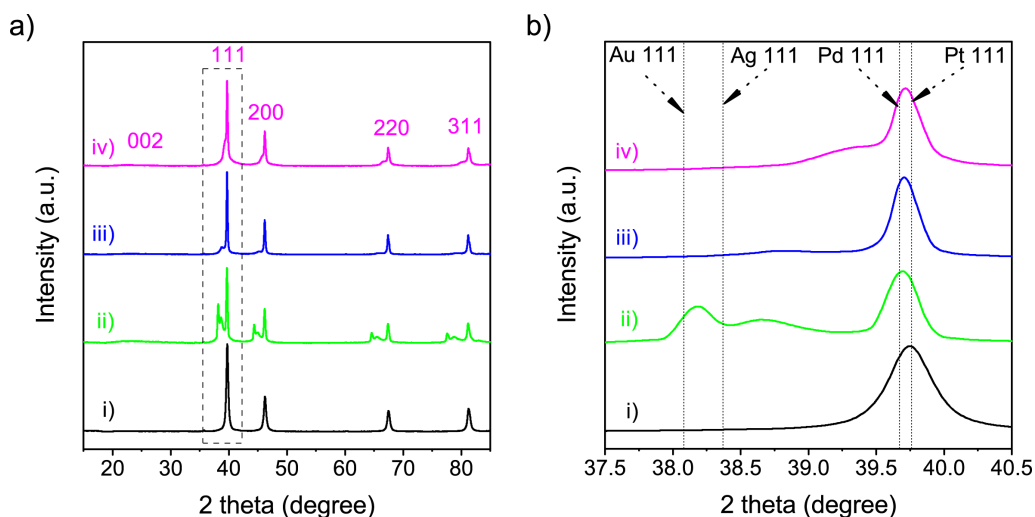 a)
111
002
200
220
311
iv)
iii)
ii)
i)
Intensity (a.u.)
20 30 40 50 60 70 80
2 theta (degree)
b)
Au 111
Ag 111
Pd 111
Pt 111
iv)
iii)
ii)
i)
Intensity (a.u.)
37.5 38.0 38.5 39.0 39.5 40.0 40.5
2 theta (degree)